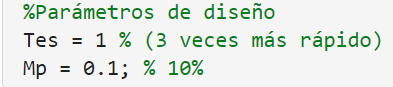 %Parámetros de diseño
Tes = 1 % (3 veces más rápido)
Mp = 0.1; % 10%